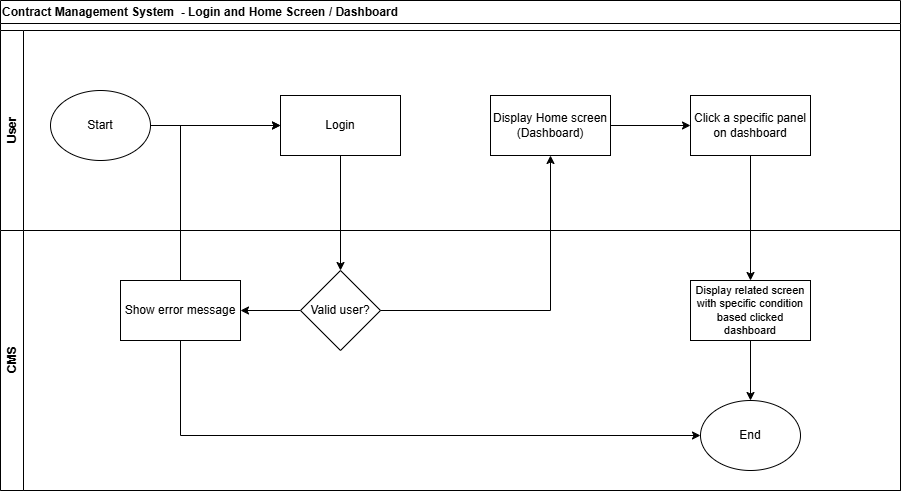 Contract Management System - Login and Home Screen / Dashboard
User
Start
Login
Display Home screen
(Dashboard)
Click a specific panel
on dashboard
CMS
Show error message
Valid user?
Display related screen
with specific condition
based clicked
dashboard
End